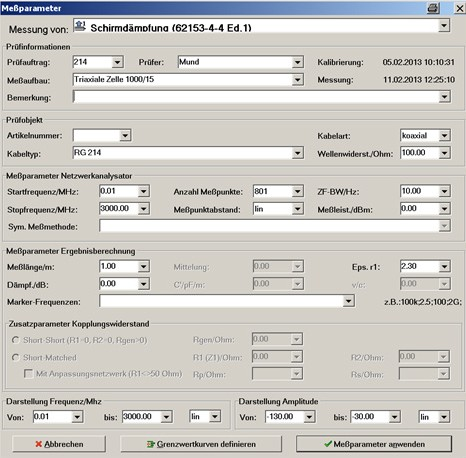 Meßparameter
Messung von: Schirmdämpfung (62153-4-4 Ed.1)
Prüfinformationen
Prüfauftrag: 214 Prüfer: Mund Kalibrierung: 05.02.2013 10:10:31
Meßaufbau: Triaxiale Zelle 1000/15 Messung: 11.02.2013 12:25:10
Bemerkung:
Prüfobjekt
Artikelnummer: Kabelart: koaxial
Kabeltyp: RG 214 Wellenwiderst./Ohm: 100.00
Meßparameter Netzwerkanalysator
Startfrequenz/MHz: 0.01 Anzahl Meßpunkte: 801 ZF-BW/Hz: 10.00
Stopfrequenz/MHz: 3000.00 Meßpunktabstand: lin Meßleist./dBm: 0.00
Sym. Meßmethode:
Meßparameter Ergebnisberechnung
Meßlänge/m: 1.00 Mittelung: 0.00 Eps. r1: 2.30
Dämpf./dB: 0.00 C'/pF/m: 0.00 v/c: 0.00
Marker-Frequenzen: z.B.:100k;2.5;100;2G;
Zusatzparameter Kopplungswiderstand
Short-Short (R1=0, R2=0, Rgen>0) Rgen/Ohm: 0.00
Short-Matched R1 (Z1)/Ohm: 0.00 R2/Ohm: 0.00
Mit Anpassungsnetzwerk (R1<>50 Ohm) Rp/Ohm: Rs/Ohm:
Darstellung Frequenz/Mhz Darstellung Amplitude
Von: 0.01 bis: 3000.00 lin Von: -130.00 bis: -30.00 lin
Abbrechen Grenzwertkurven definieren Meßparameter anwenden